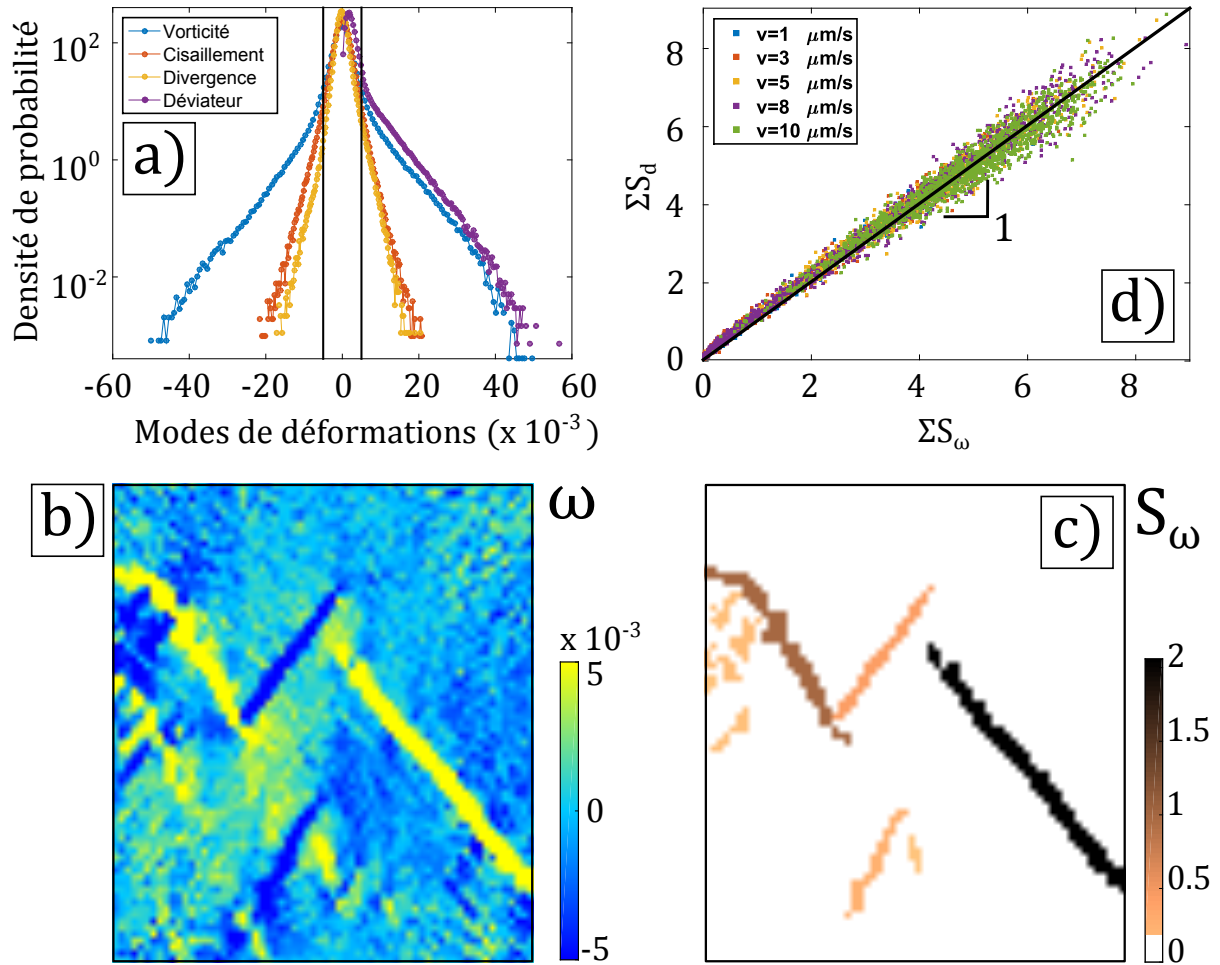 Densité de probabilité
10²
10⁰
10⁻²
Vorticité
Cisaillement
Divergence
Déviateur
a)
-60 -40 -20 0 20 40 60
Modes de déformations (x 10⁻³)
ΣS_d
8
6
4
2
0
v=1 μm/s
v=3 μm/s
v=5 μm/s
v=8 μm/s
v=10 μm/s
1
d)
0 2 4 6 8
ΣS_ω
b)
ω
x 10⁻³
5
0
-5
c)
S_ω
2
1.5
1
0.5
0